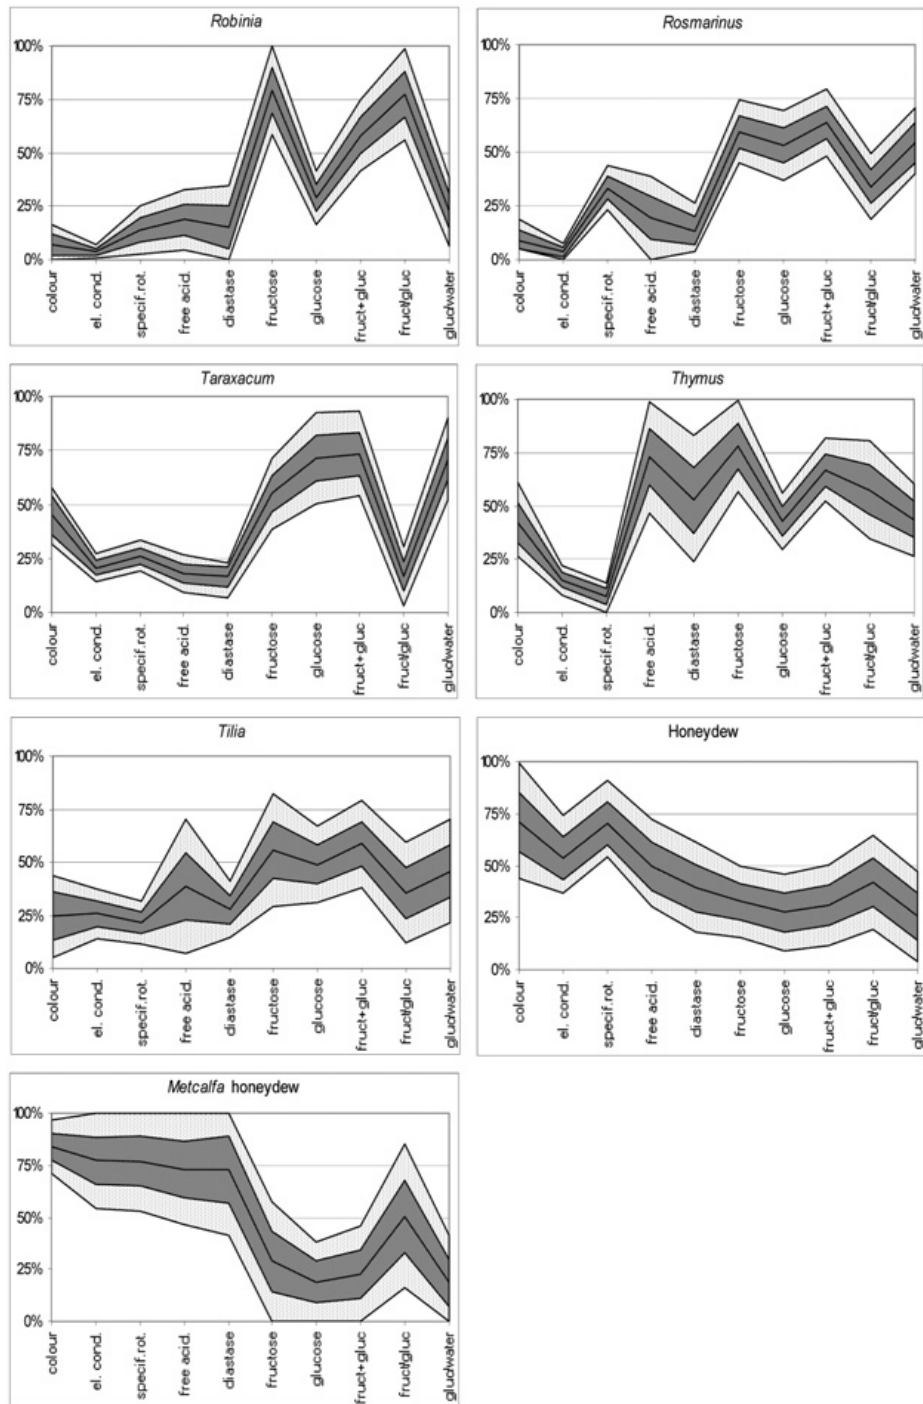 Robinia
100%
75%
50%
25%
0%
colour
el. cond.
specif.rot.
free acid.
diastase
fructose
glucose
fruct+gluc
fruct/gluc
gluc/water
Rosmarinus
100%
75%
50%
25%
0%
colour
el. cond.
specif.rot.
free acid.
diastase
fructose
glucose
fruct+gluc
fruct/gluc
gluc/water
Taraxacum
100%
75%
50%
25%
0%
colour
el. cond.
specif.rot.
free acid.
diastase
fructose
glucose
fruct+gluc
fruct/gluc
gluc/water
Thymus
100%
75%
50%
25%
0%
colour
el. cond.
specif.rot.
free acid.
diastase
fructose
glucose
fruct+gluc
fruct/gluc
gluc/water
Tilia
100%
75%
50%
25%
0%
colour
el. cond.
specif.rot.
free acid.
diastase
fructose
glucose
fruct+gluc
fruct/gluc
gluc/water
Honeydew
100%
75%
50%
25%
0%
colour
el. cond.
specif.rot.
free acid.
diastase
fructose
glucose
fruct+gluc
fruct/gluc
gluc/water
Metcalfa honeydew
100%
75%
50%
25%
0%
colour
el. cond.
specif.rot.
free acid.
diastase
fructose
glucose
fruct+gluc
fruct/gluc
gluc/water